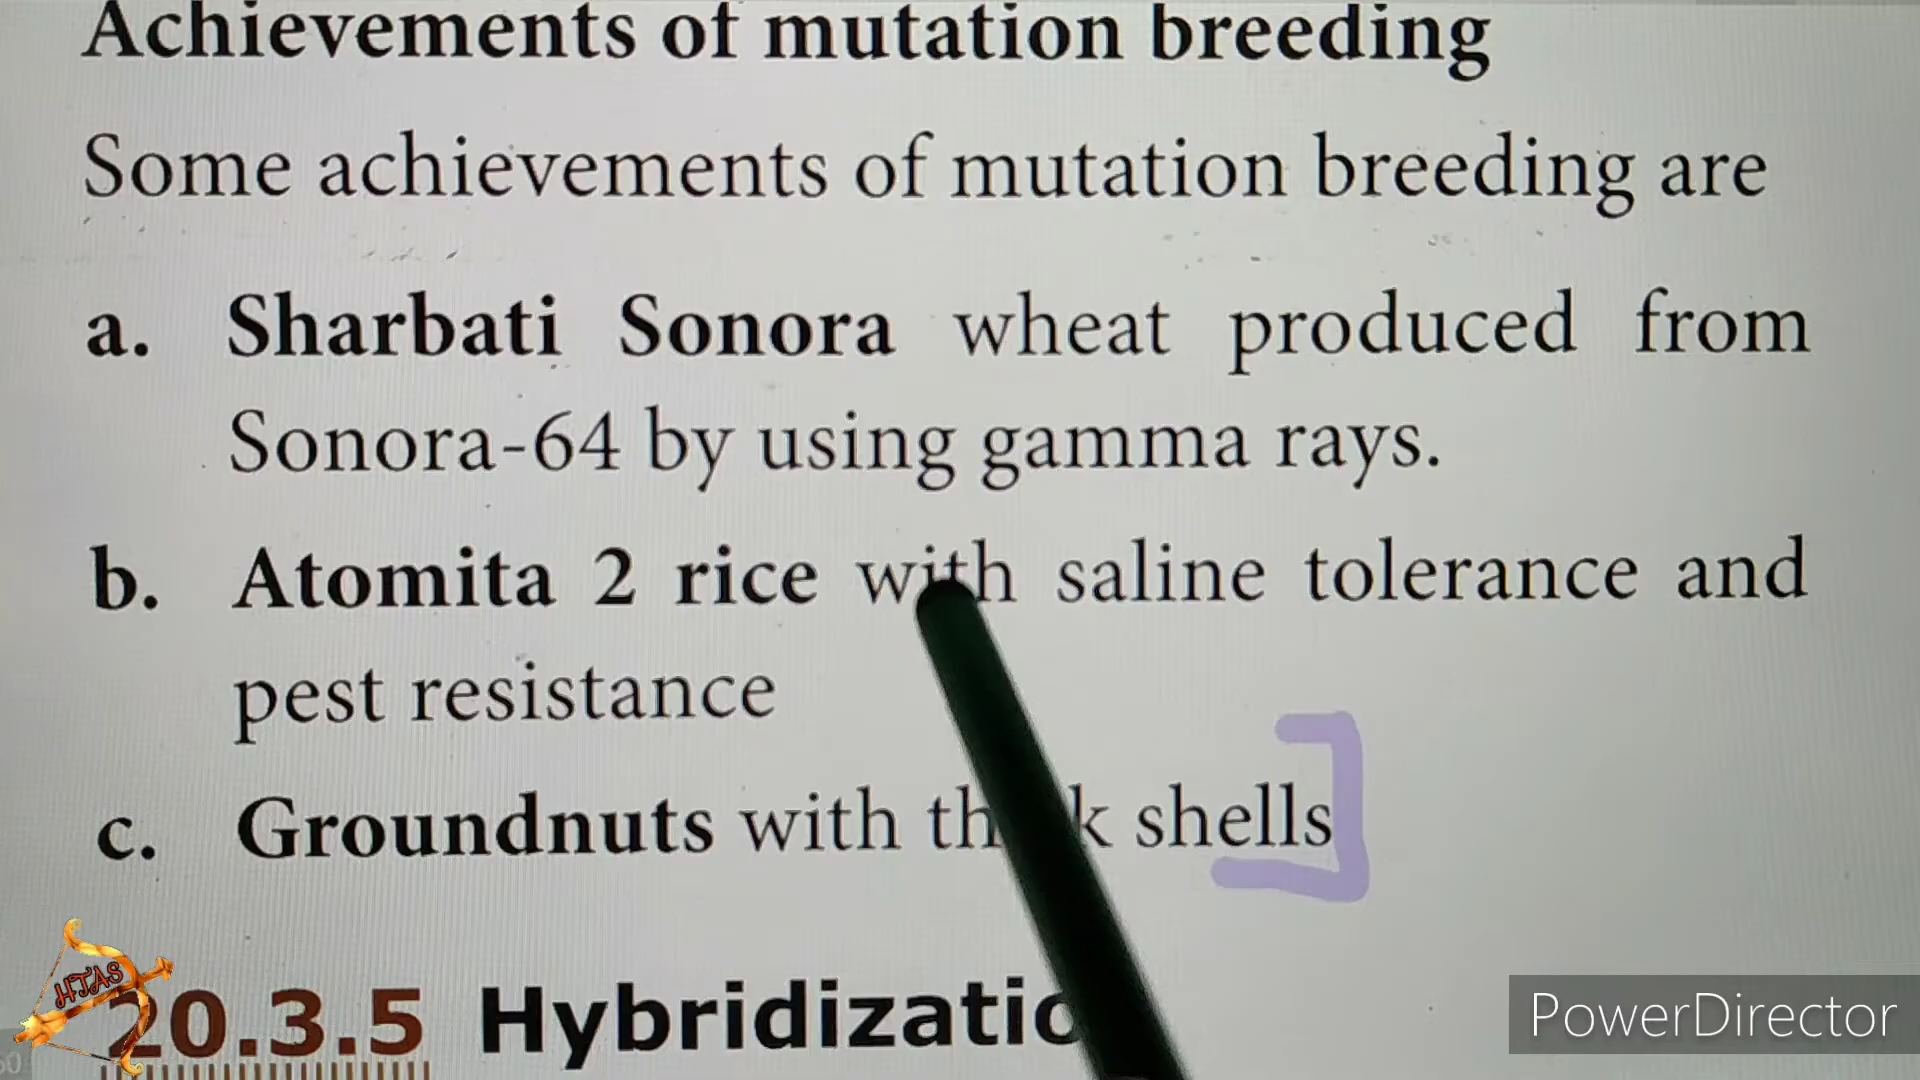 Achievements of mutation breeding
Some achievements of mutation breeding are
a. Sharbati Sonora wheat produced from
Sonora-64 by using gamma rays.
b. Atomita 2 rice with saline tolerance and
pest resistance
c. Groundnuts with shells
HTAS
20.3.5
PowerDirector